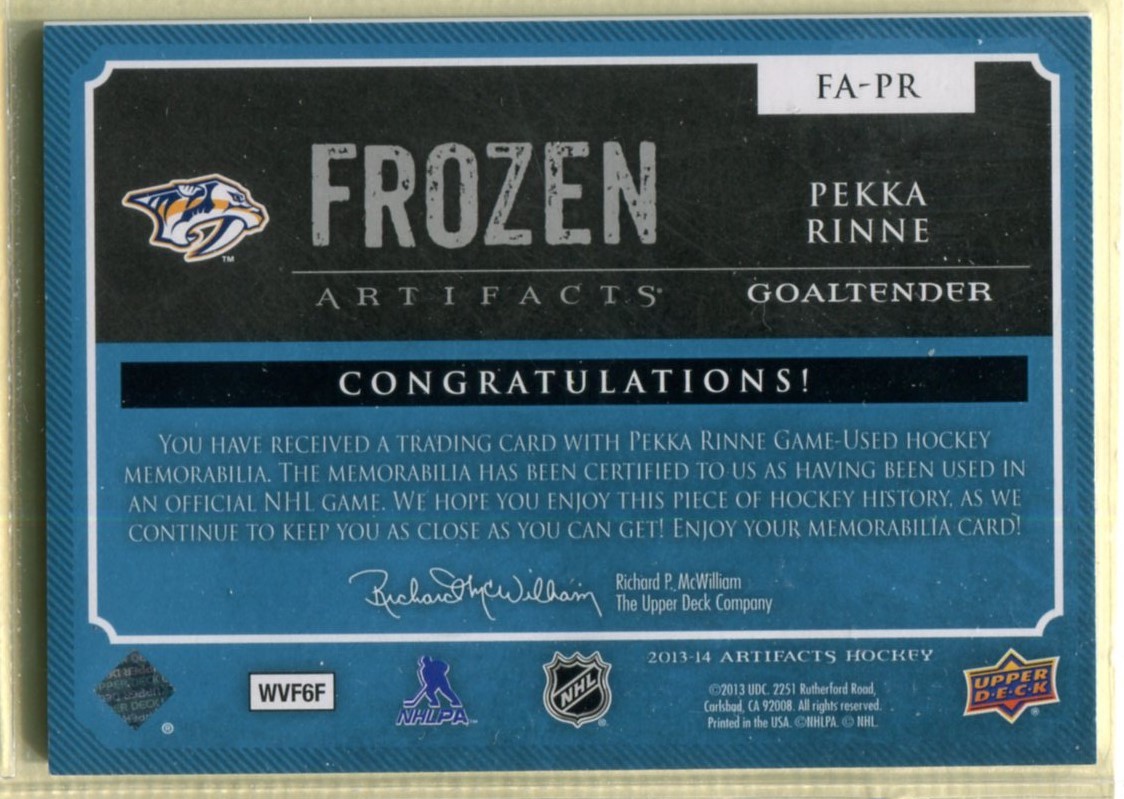 FA-PR
FROZEN
ARTIFACTS
PEKKA
RINNE
GOALTENDER
CONGRATULATIONS!
YOU HAVE RECEIVED A TRADING CARD WITH PEKKA RINNE GAME-USED HOCKEY
MEMORABILIA. THE MEMORABILIA HAS BEEN CERTIFIED TO US AS HAVING BEEN USED IN
AN OFFICIAL NHL GAME. WE HOPE YOU ENJOY THIS PIECE OF HOCKEY HISTORY, AS WE
CONTINUE TO KEEP YOU AS CLOSE AS YOU CAN GET! ENJOY YOUR MEMORABILIA CARD!
Richard McWilliam
Richard P. McWilliam
The Upper Deck Company
WVF6F
NHLPA
NHL
2013-14 ARTIFACTS HOCKEY
©2013 UDC. 2251 Rutherford Road,
Carlsbad, CA 92008. All rights reserved.
Printed in the USA. ©NHLPA. © NHL.
UPPER
D·E·C·K